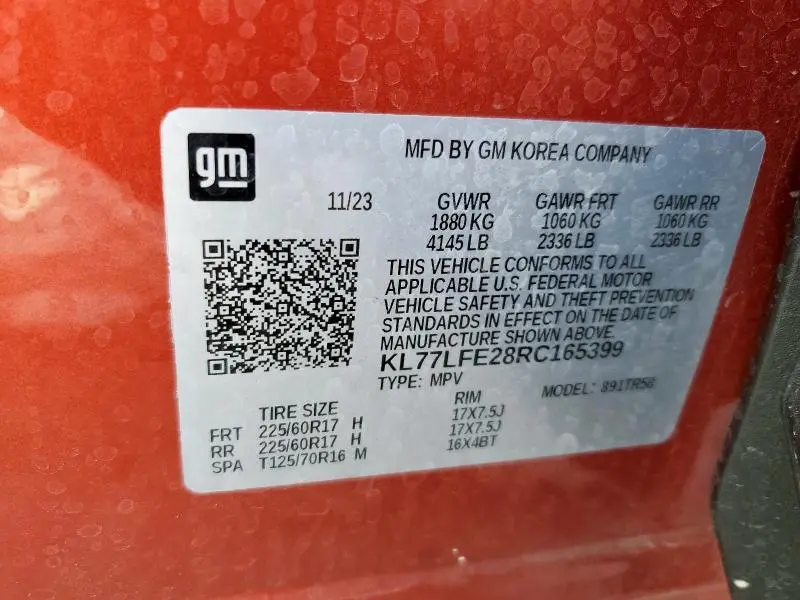 gm
MFD BY GM KOREA COMPANY
11/23 GVWR GAWR FRT GAWR RR
1880 KG 1060 KG 1060 KG
4145 LB 2336 LB 2336 LB
THIS VEHICLE CONFORMS TO ALL
APPLICABLE U.S. FEDERAL MOTOR
VEHICLE SAFETY AND THEFT PREVENTION
STANDARDS IN EFFECT ON THE DATE OF
MANUFACTURE SHOWN ABOVE.
KL77LFE28RC165399
TYPE: MPV MODEL: 891TR58
TIRE SIZE RIM
FRT 225/60R17 H 17X7.5J
RR 225/60R17 H 17X7.5J
SPA T125/70R16 M 16X4BT